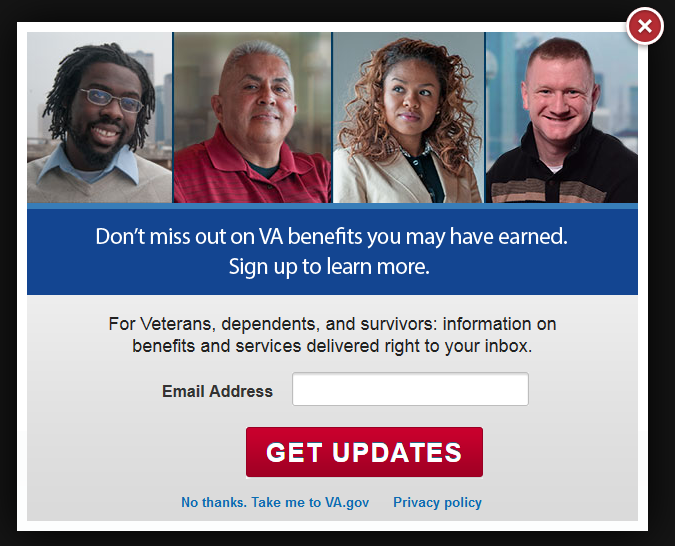 Don't miss out on VA benefits you may have earned.
Sign up to learn more.
For Veterans, dependents, and survivors: information on
benefits and services delivered right to your inbox.
Email Address
GET UPDATES
No thanks. Take me to VA.gov Privacy policy